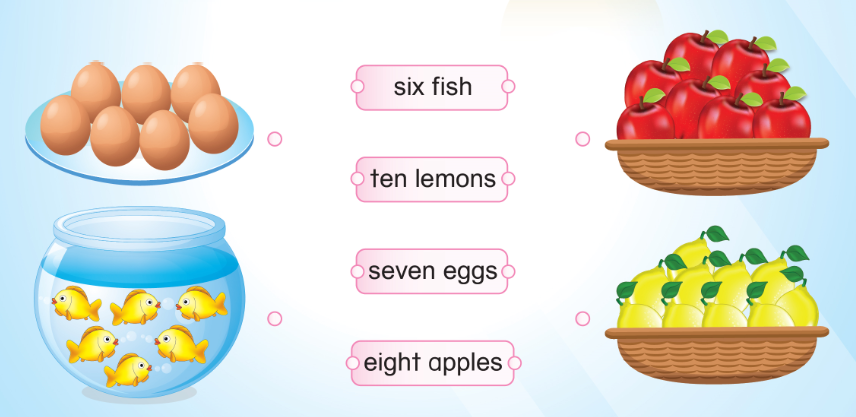 six fish
ten lemons
seven eggs
eight apples